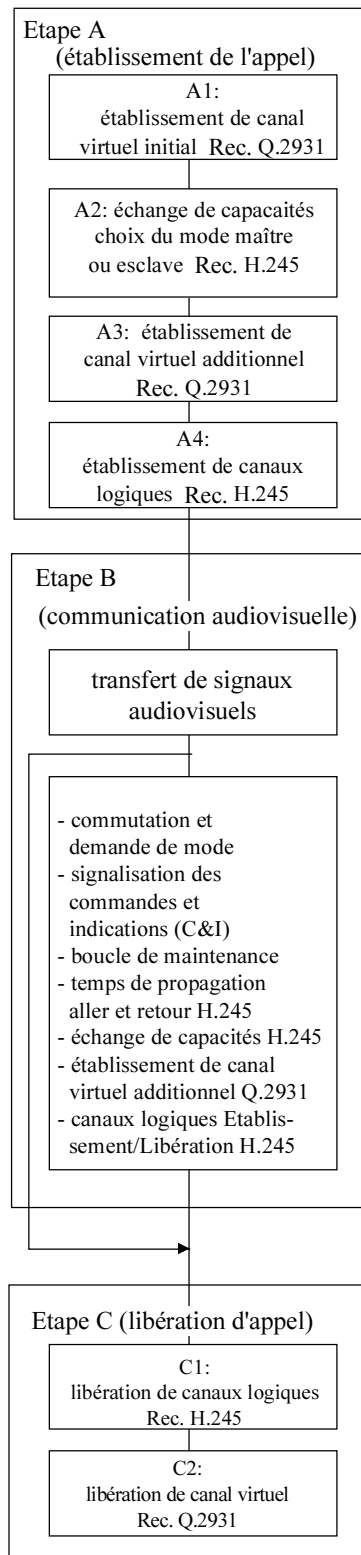 Etape A
(établissement de l'appel)
A1:
établissement de canal
virtuel initial Rec. Q.2931
A2: échange de capacaités
choix du mode maître
ou esclave Rec. H.245
A3: établissement de
canal virtuel additionnel
Rec. Q.2931
A4:
établissement de canaux
logiques Rec. H.245
Etape B
(communication audiovisuelle)
transfert de signaux
audiovisuels
- commutation et
demande de mode
- signalisation des
commandes et
indications (C&I)
- boucle de maintenance
- temps de propagation
aller et retour H.245
- échange de capacités H.245
- établissement de canal
virtuel additionnel Q.2931
- canaux logiques Etablis-
sement/Libération H.245
Etape C (libération d'appel)
C1:
libération de canaux logiques
Rec. H.245
C2:
libération de canal virtuel
Rec. Q.2931